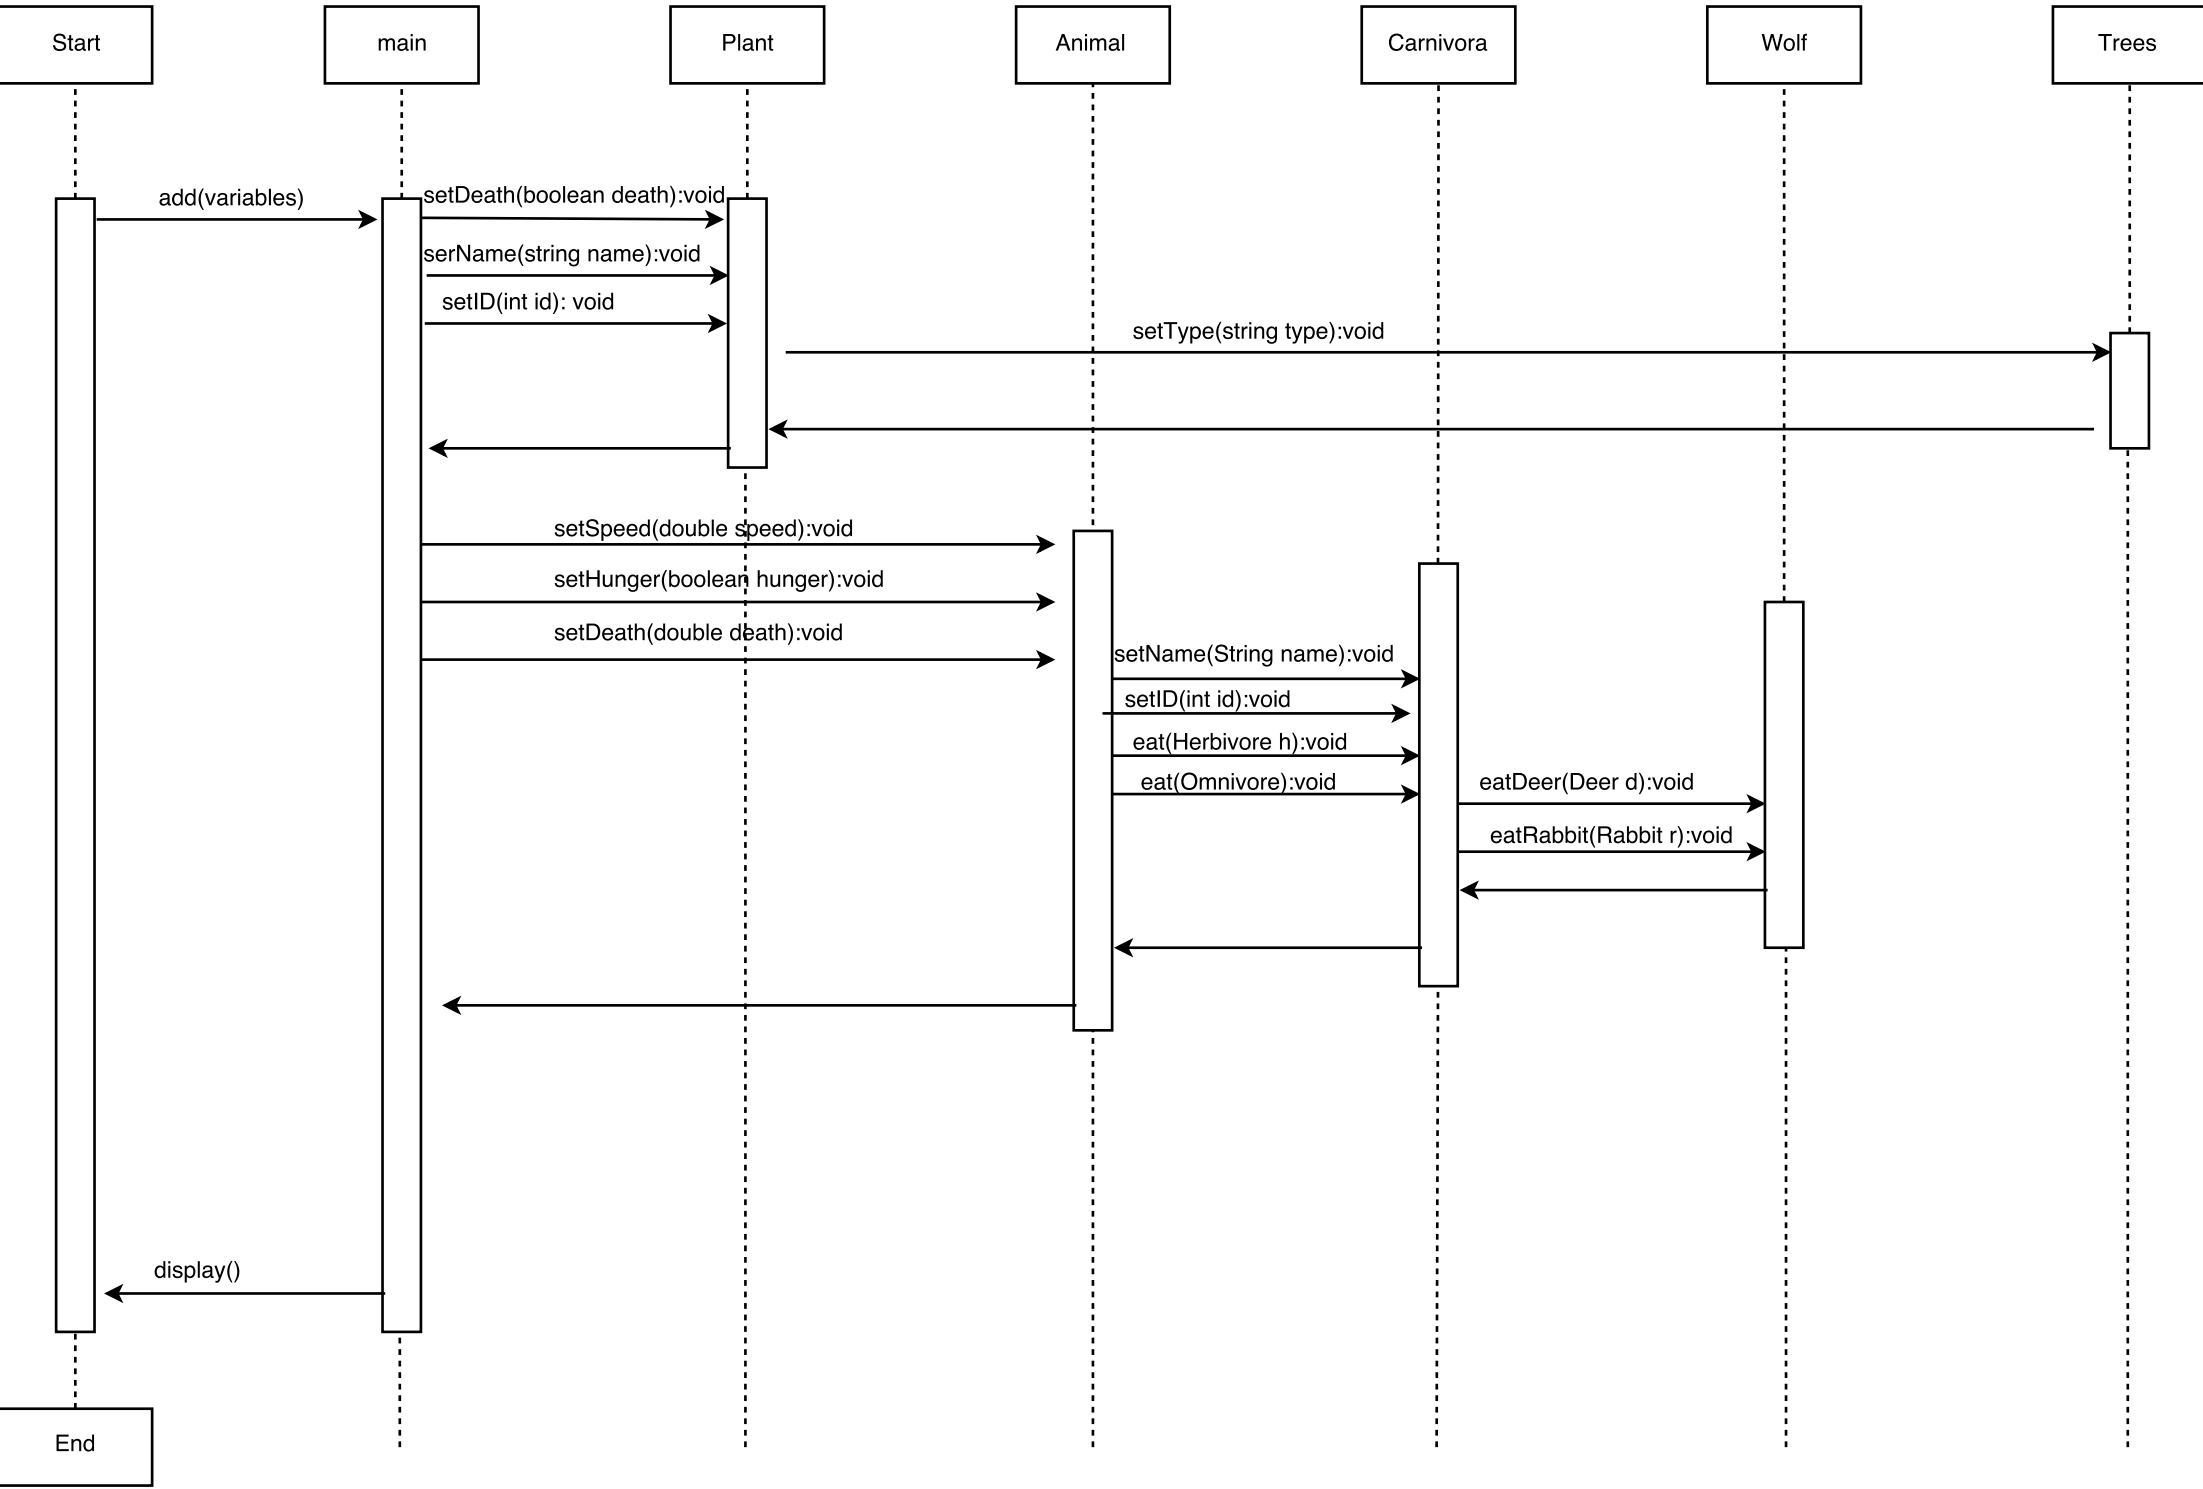 Start
main
Plant
Animal
Carnivora
Wolf
Trees
add(variables)
setDeath(boolean death):void
serName(string name):void
setID(int id): void
setType(string type):void
setSpeed(double speed):void
setHunger(boolean hunger):void
setDeath(double death):void
setName(String name):void
setID(int id):void
eat(Herbivore h):void
eat(Omnivore):void
eatDeer(Deer d):void
eatRabbit(Rabbit r):void
display()
End